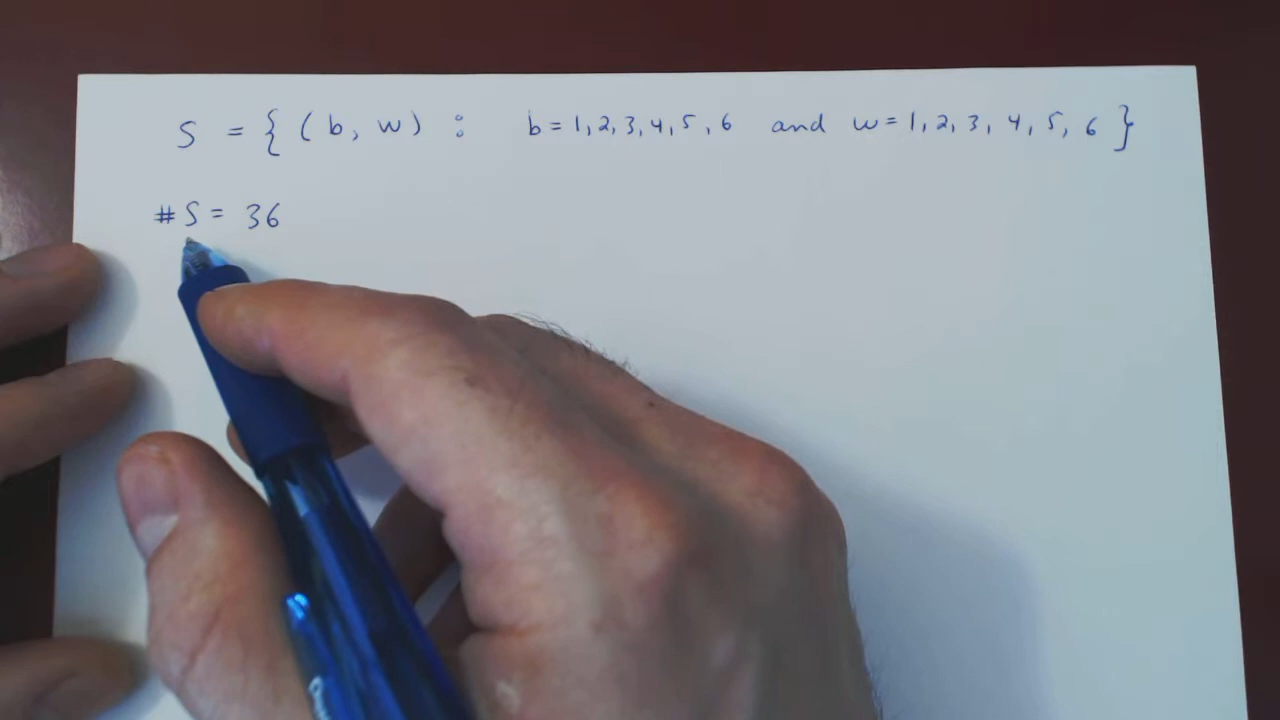 S = { ( b, w ) : b = 1, 2, 3, 4, 5, 6 and w = 1, 2, 3, 4, 5, 6 }
# S = 36